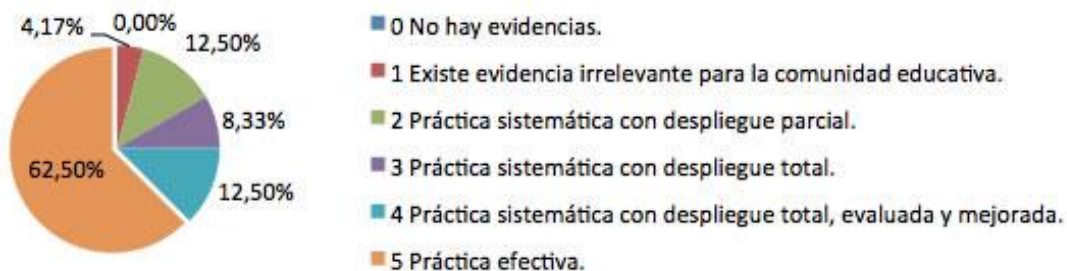 4,17% 0,00%
12,50%
8,33%
62,50%
12,50%
0 No hay evidencias.
1 Existe evidencia irrelevante para la comunidad educativa.
2 Práctica sistemática con despliegue parcial.
3 Práctica sistemática con despliegue total.
4 Práctica sistemática con despliegue total, evaluada y mejorada.
5 Práctica efectiva.